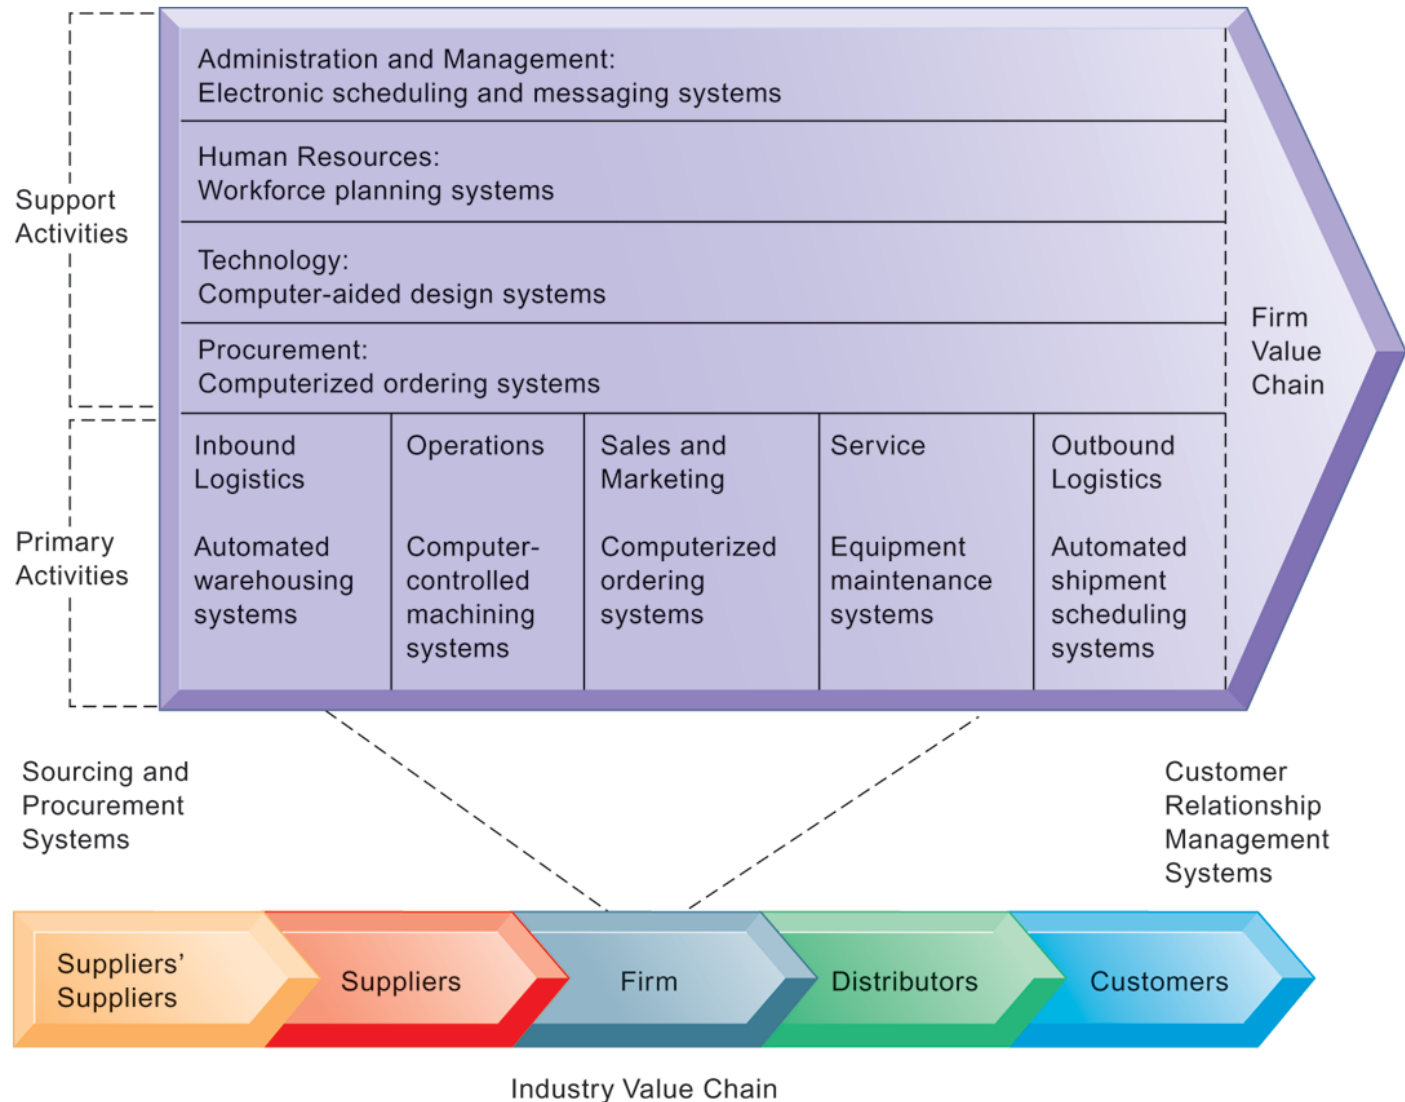 Administration and Management:
Electronic scheduling and messaging systems
Human Resources:
Workforce planning systems
Support
Activities
Technology:
Computer-aided design systems
Procurement:
Computerized ordering systems
Firm
Value
Chain
Primary
Activities
Inbound
Logistics
Automated
warehousing
systems
Operations
Computer-
controlled
machining
systems
Sales and
Marketing
Computerized
ordering
systems
Service
Equipment
maintenance
systems
Outbound
Logistics
Automated
shipment
scheduling
systems
Sourcing and
Procurement
Systems
Customer
Relationship
Management
Systems
Suppliers’
Suppliers
Suppliers
Firm
Distributors
Customers
Industry Value Chain